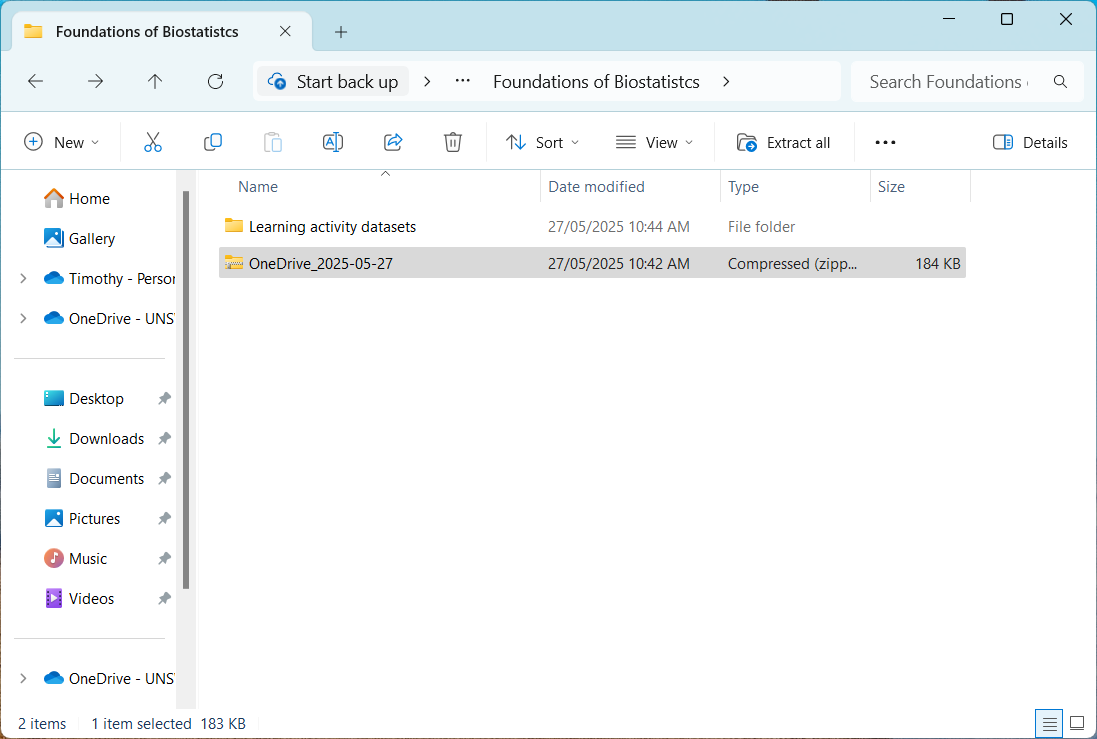 Foundations of Biostatistcs
Start back up
Foundations of Biostatistcs
Search Foundations
New
Sort
View
Extract all
Details
Name
Date modified
Type
Size
Home
Gallery
Timothy - Person
OneDrive - UNS
Desktop
Downloads
Documents
Pictures
Music
Videos
OneDrive - UNS
Learning activity datasets
27/05/2025 10:44 AM
File folder
OneDrive_2025-05-27
27/05/2025 10:42 AM
Compressed (zipp...
184 KB
2 items
1 item selected 183 KB